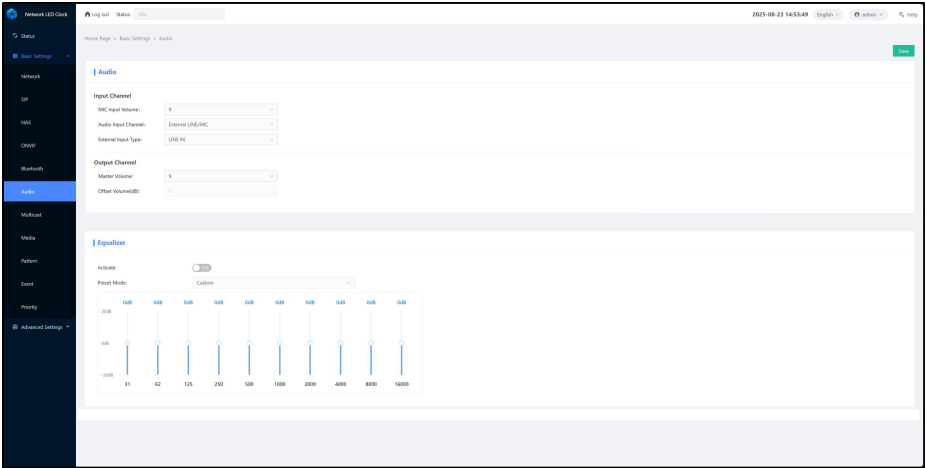 Network LED Clock
Log out Status: Idle
2025-08-23 14:53:49 English admin Help
Status
Basic Settings
Network
SIP
NAS
ONVIF
Bluetooth
Audio
Multicast
Media
Pattern
Event
Priority
Advanced Settings
Home Page > Basic Settings > Audio
Save
Audio
Input Channel
MIC Input Volume: 9
Audio Input Channel: External LINE/MIC
External Input Type: LINE IN
Output Channel
Master Volume: 9
Offset Volume(dB):
Equalizer
Activate: OFF
Preset Mode: Custom
0dB 0dB 0dB 0dB 0dB 0dB 0dB 0dB 0dB 0dB
20dB
0dB
-20dB
31 62 125 250 500 1000 2000 4000 8000 16000